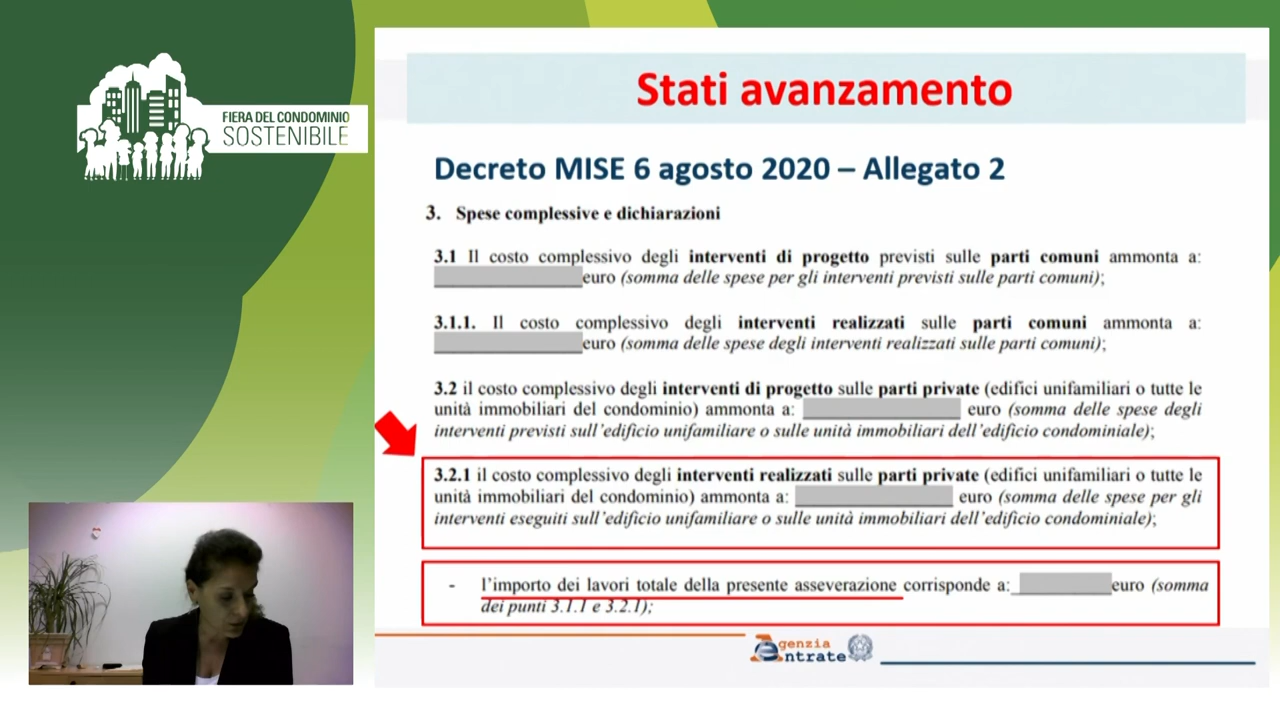 FIERA DEL CONDOMINIO
SOSTENIBILE
Stati avanzamento
Decreto MISE 6 agosto 2020 – Allegato 2
3. Spese complessive e dichiarazioni
3.1 Il costo complessivo degli interventi di progetto previsti sulle parti comuni ammonta a:
euro (somma delle spese per gli interventi previsti sulle parti comuni);
3.1.1. Il costo complessivo degli interventi realizzati sulle parti comuni ammonta a:
euro (somma delle spese degli interventi realizzati sulle parti comuni);
3.2 il costo complessivo degli interventi di progetto sulle parti private (edifici unifamiliari o tutte le
unità immobiliari del condominio) ammonta a: euro (somma delle spese degli
interventi previsti sull'edificio unifamiliare o sulle unità immobiliari dell'edificio condominiale);
3.2.1 il costo complessivo degli interventi realizzati sulle parti private (edifici unifamiliari o tutte le
unità immobiliari del condominio) ammonta a: euro (somma delle spese per gli
interventi eseguiti sull'edificio unifamiliare o sulle unità immobiliari dell'edificio condominiale);
- l'importo dei lavori totale della presente asseverazione corrisponde a: euro (somma
dei punti 3.1.1 e 3.2.1);
Agenzia
Entrate